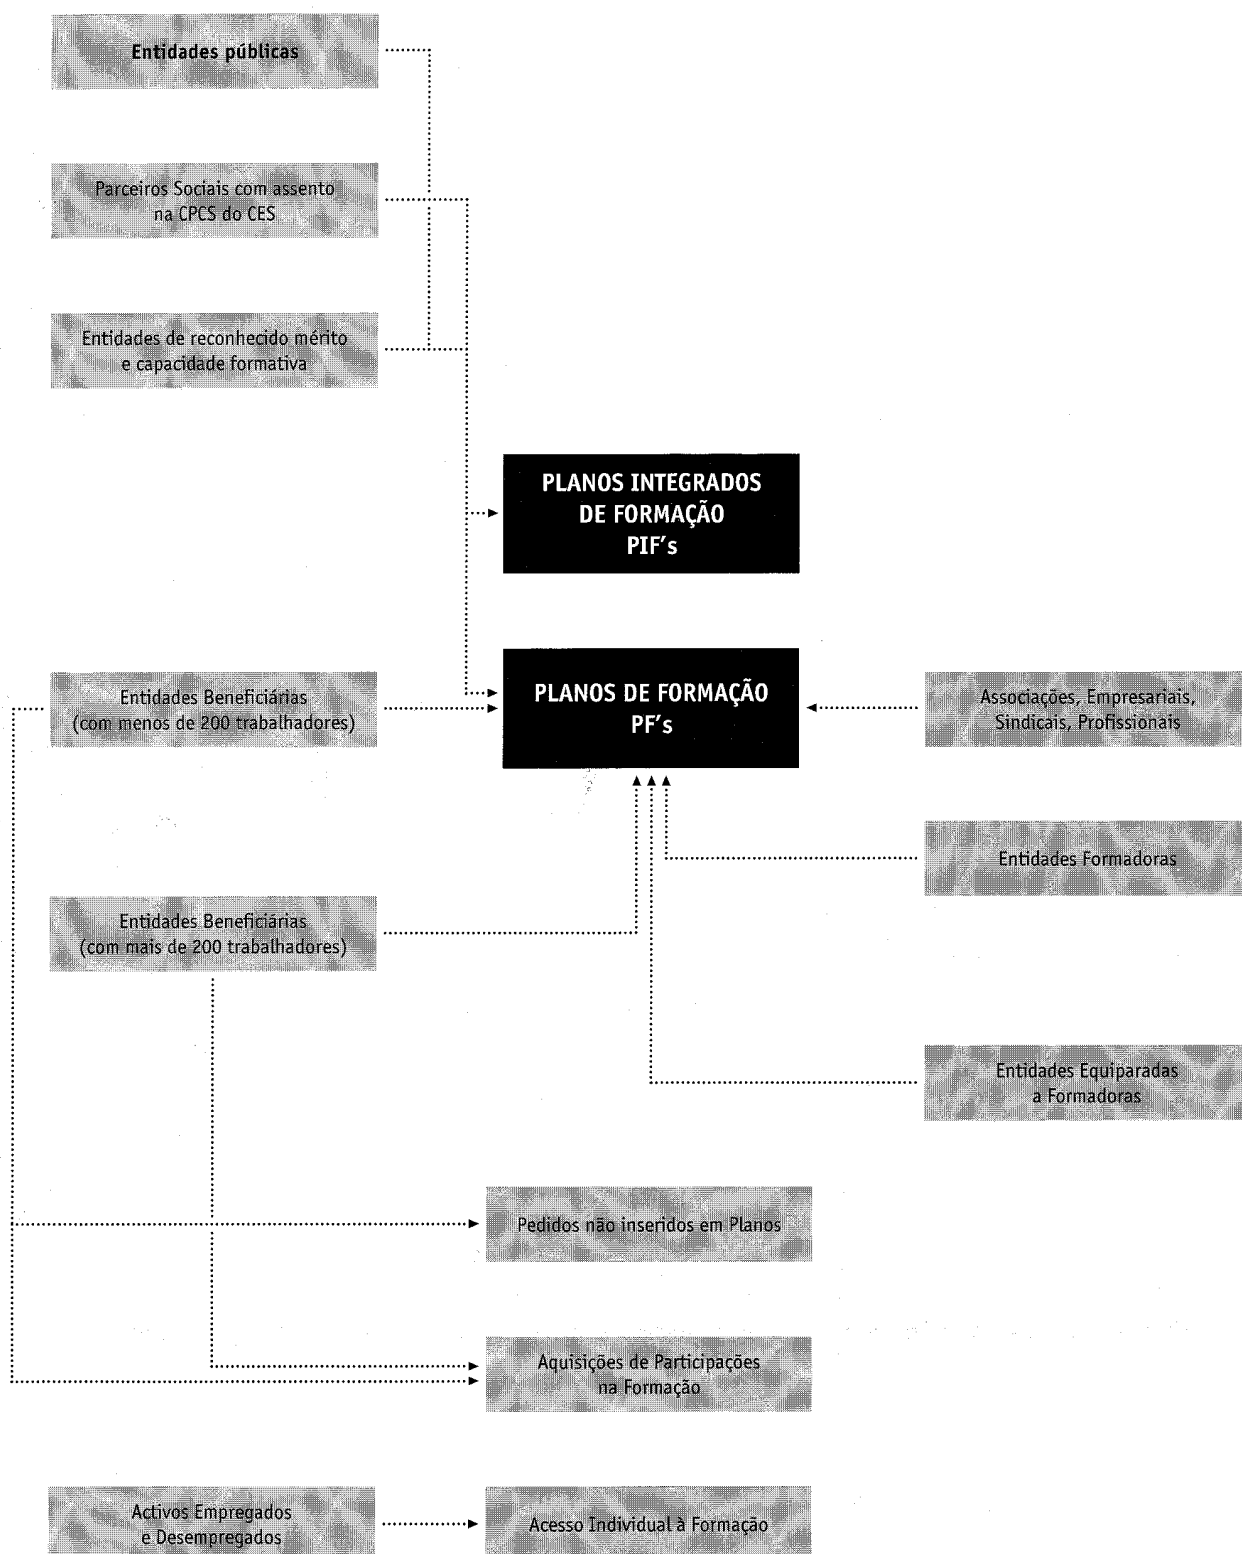 Entidades públicas
Parceiros Sociais com assento
na CPCS do CES
Entidades de reconhecido mérito
e capacidade formativa
PLANOS INTEGRADOS
DE FORMAÇÃO
PIF's
Entidades Beneficiárias
(com menos de 200 trabalhadores)
PLANOS DE FORMAÇÃO
PF's
Associações, Empresariais,
Sindicais, Profissionais
Entidades Formadoras
Entidades Beneficiárias
(com mais de 200 trabalhadores)
Entidades Equiparadas
a Formadoras
Pedidos não inseridos em Planos
Aquisições de Participações
na Formação
Activos Empregados
e Desempregados
Acesso Individual à Formação